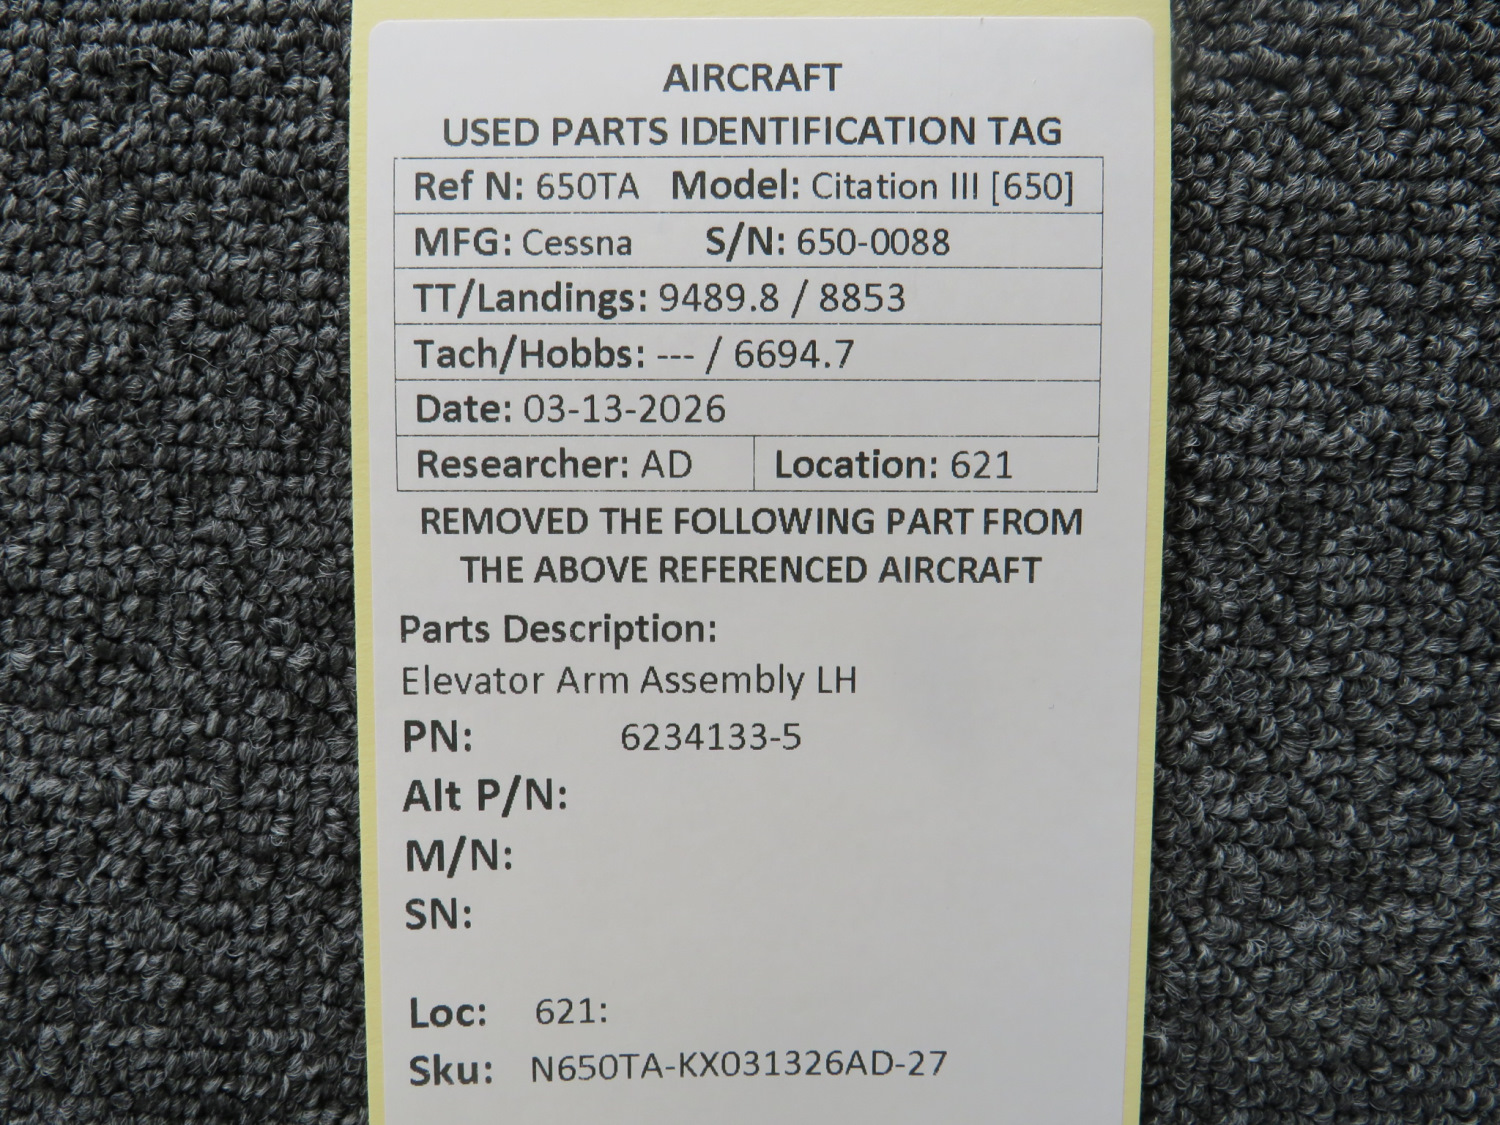 AIRCRAFT
USED PARTS IDENTIFICATION TAG
Ref N: 650TA Model: Citation III [650]
MFG: Cessna S/N: 650-0088
TT/Landings: 9489.8 / 8853
Tach/Hobbs: --- / 6694.7
Date: 03-13-2026
Researcher: AD Location: 621
REMOVED THE FOLLOWING PART FROM
THE ABOVE REFERENCED AIRCRAFT
Parts Description:
Elevator Arm Assembly LH
PN: 6234133-5
Alt P/N:
M/N:
SN:
Loc: 621:
Sku: N650TA-KX031326AD-27